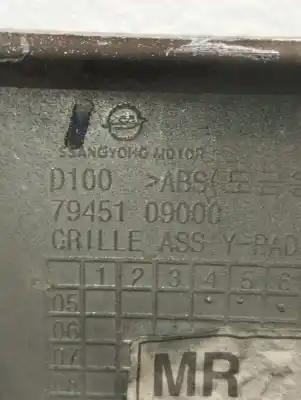 SSANGYONG MOTOR
D100 >ABS
79451 09000
GRILLE ASS Y-RAD
1 2 3 4 5 6
05
06
07
MR